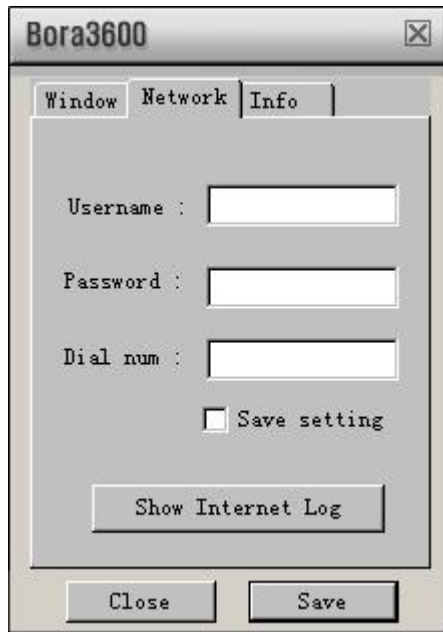 Bora3600
Window Network Info
Username :
Password :
Dial num :
Save setting
Show Internet Log
Close Save